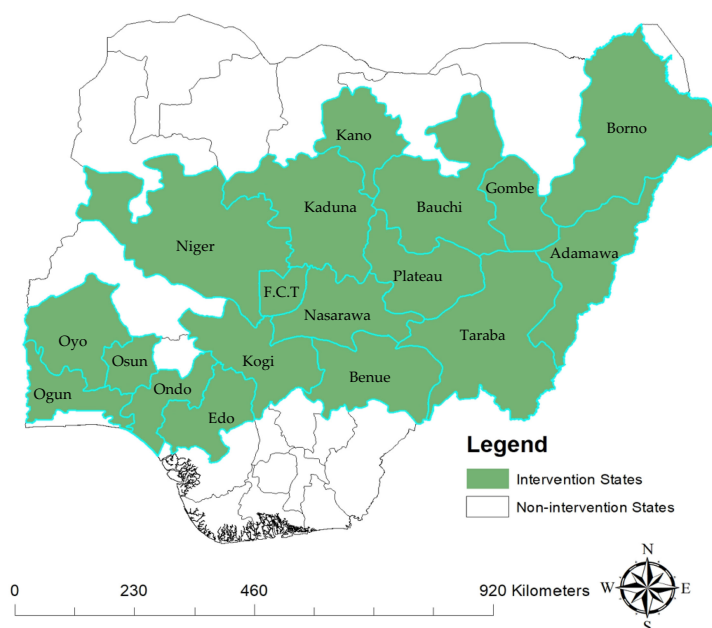 Kano
Borno
Gombe
Kaduna
Bauchi
Niger
Adamawa
Plateau
F.C.T
Nasarawa
Taraba
Oyo
Osun
Kogi
Benue
Ogun
Ondo
Edo
Legend
Intervention States
Non-intervention States
0 230 460 920 Kilometers
N
W E
S